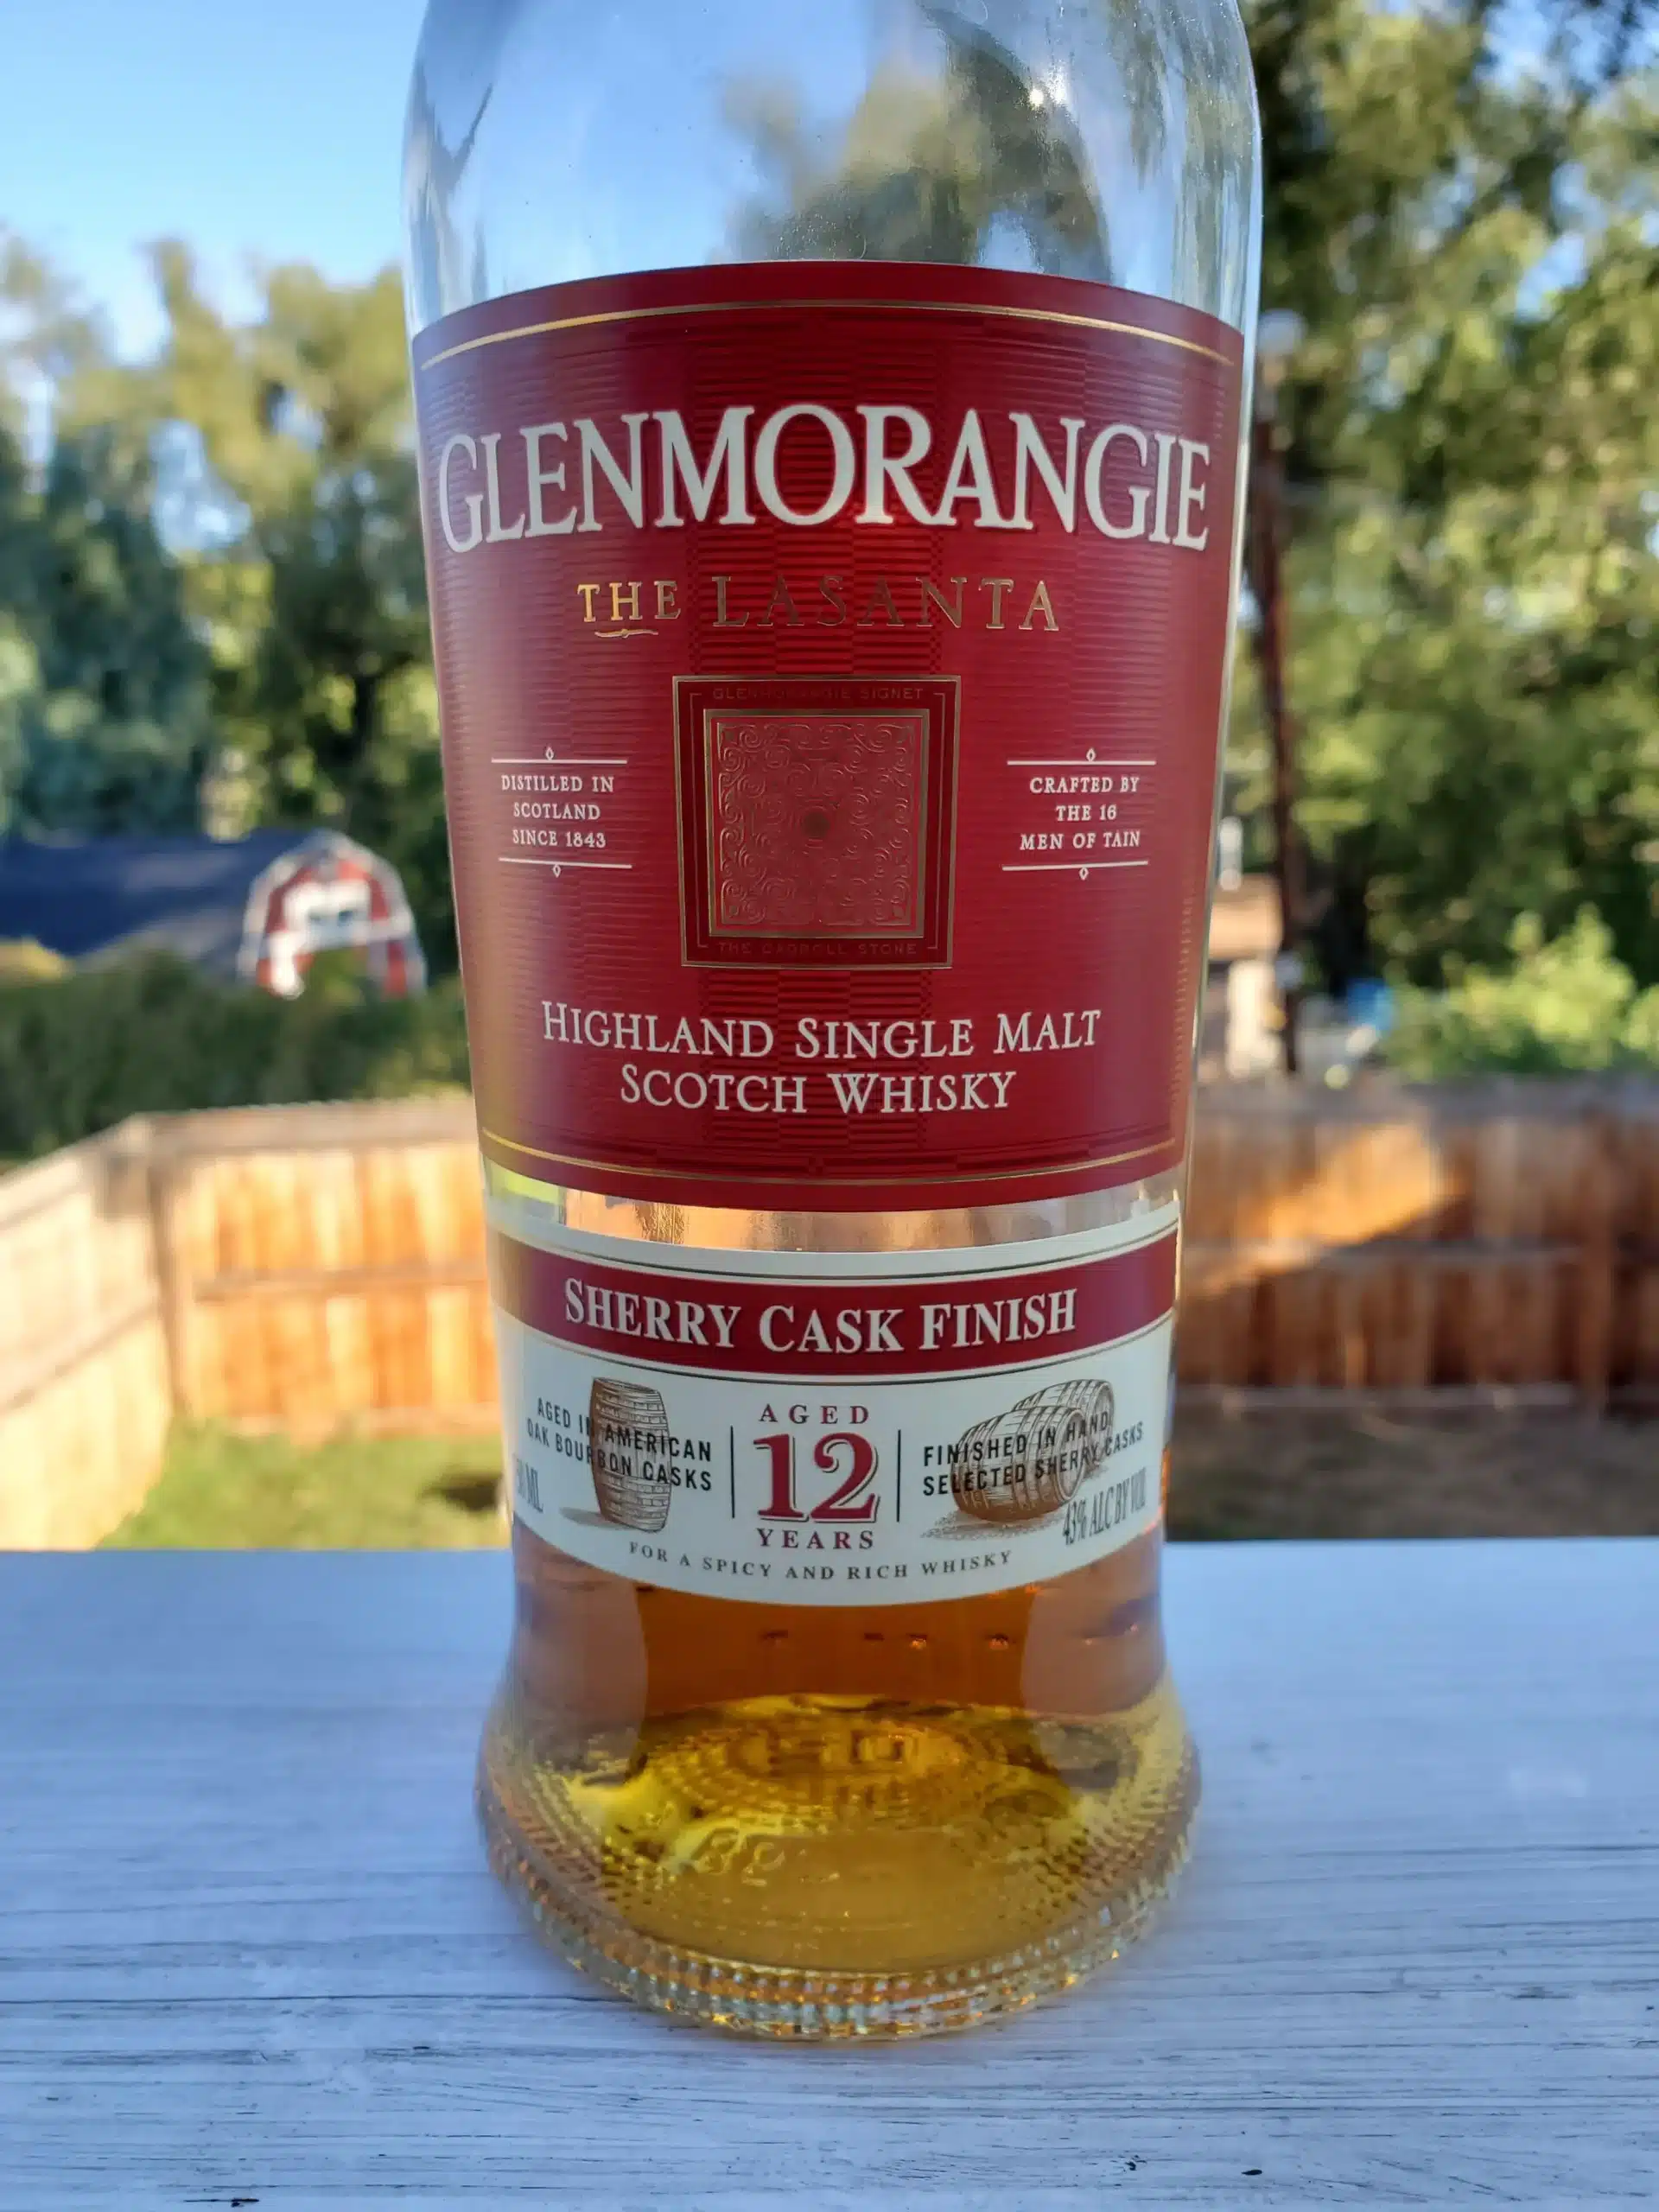 GLENMORANGIE
THE LASANTA
GLENMORANGIE SIGNET
DISTILLED IN
SCOTLAND
SINCE 1843
CRAFTED BY
THE 16
MEN OF TAIN
THE CADBOLL STONE
HIGHLAND SINGLE MALT
SCOTCH WHISKY
SHERRY CASK FINISH
AGED IN AMERICAN
OAK BOURBON CASKS
AGED
12
YEARS
FINISHED IN HAND
SELECTED SHERRY CASKS
ML
43% ALC BY VOL
FOR A SPICY AND RICH WHISKY